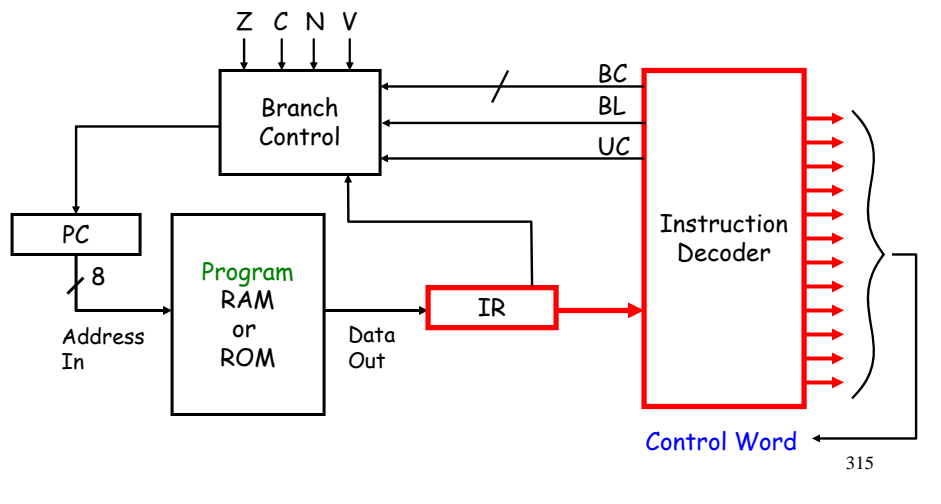 Z C N V
BC
Branch
Control
BL
UC
PC
8
Program
RAM
or
ROM
Address
In
Data
Out
IR
Instruction
Decoder
Control Word
315